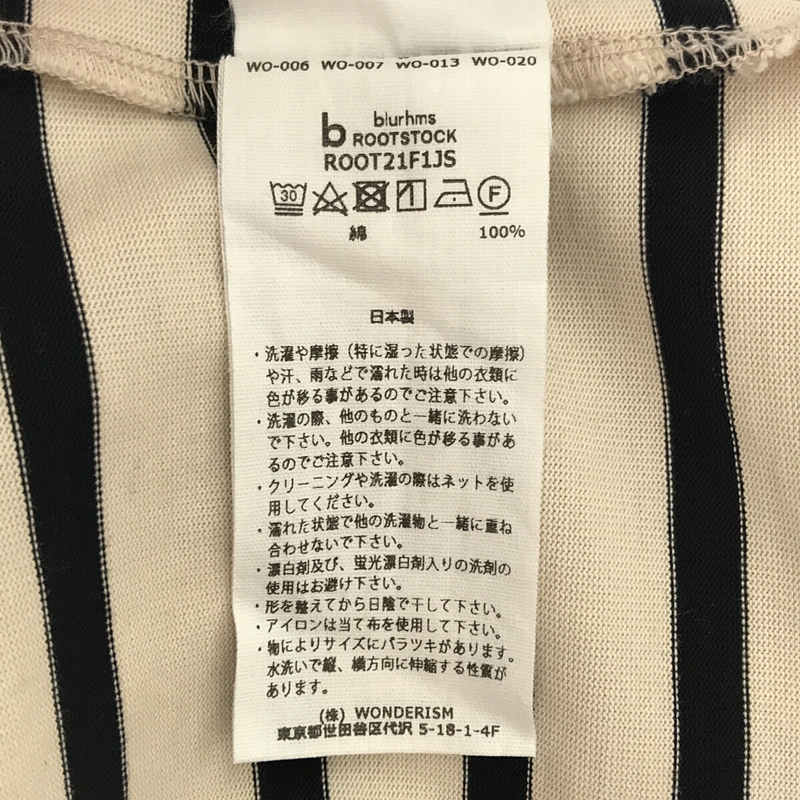 WO-006 WO-007 WO-013 WO-020
b blurhms
ROOTSTOCK
ROOT21F1JS
30 F
綿 100%
日本製
・洗濯や摩擦（特に湿った状態での摩擦）
や汗、雨などで濡れた時は他の衣類に
色が移る事があるのでご注意下さい。
・洗濯の際、他のものと一緒に洗わない
で下さい。他の衣類に色が移る事があ
るのでご注意下さい。
・クリーニングや洗濯の際はネットを使
用してください。
・濡れた状態で他の洗濯物と一緒に重ね
合わせないで下さい。
・漂白剤及び、蛍光漂白剤入りの洗剤の
使用はお避け下さい。
・形を整えてから日陰で干して下さい。
・アイロンは当て布を使用して下さい。
・物によりサイズにバラツキがあります。
水洗いで縦、横方向に伸縮する性質が
あります。
(株) WONDERISM
東京都世田谷区代沢 5-18-1-4F